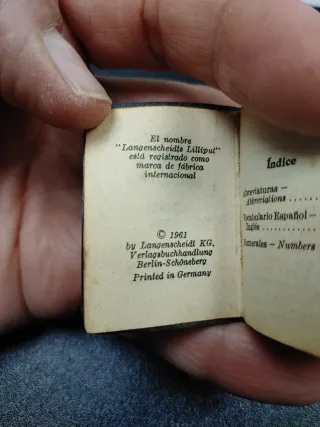 El nombre
"Langenscheidts Lilliput"
está registrado como
marca de fábrica
internacional
© 1961
by Langenscheidt KG,
Verlagsbuchhandlung
Berlin-Schöneberg
Printed in Germany
Índice
Abreviaturas –
Abbreviations ......
Vocabulario Español –
Inglés ............
Numerales – Numbers